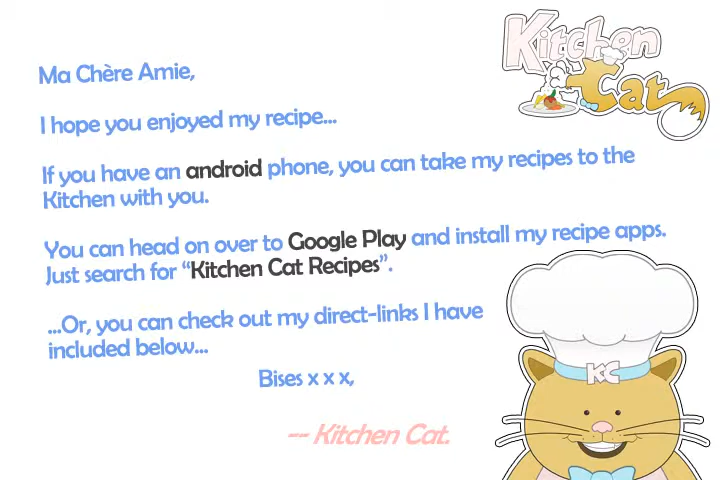 Kitchen
Cat
Ma Chère Amie,
I hope you enjoyed my recipe...
If you have an android phone, you can take my recipes to the
Kitchen with you.
You can head on over to Google Play and install my recipe apps.
Just search for “Kitchen Cat Recipes”.
...Or, you can check out my direct-links I have
included below...
Bises x x x,
-- Kitchen Cat.
KC